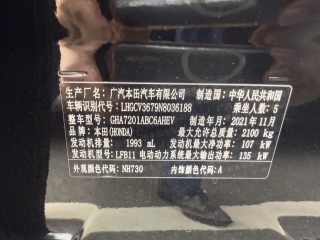 生产厂名：广汽本田汽车有限公司 制造国：中华人民共和国
车辆识别代号：LHGCV3679N8036188 乘坐人数：5
整车型号：GHA7201ABC6AHEV 制造年月：2021年11月
品牌：本田(HONDA) 最大允许总质量：2100 kg
发动机排量：1993 mL 发动机最大净功率：107 kW
发动机型号：LFB11 电动动力系统最大输出功率：135 kW
外观颜色代码：NH730 内饰颜色代码：A